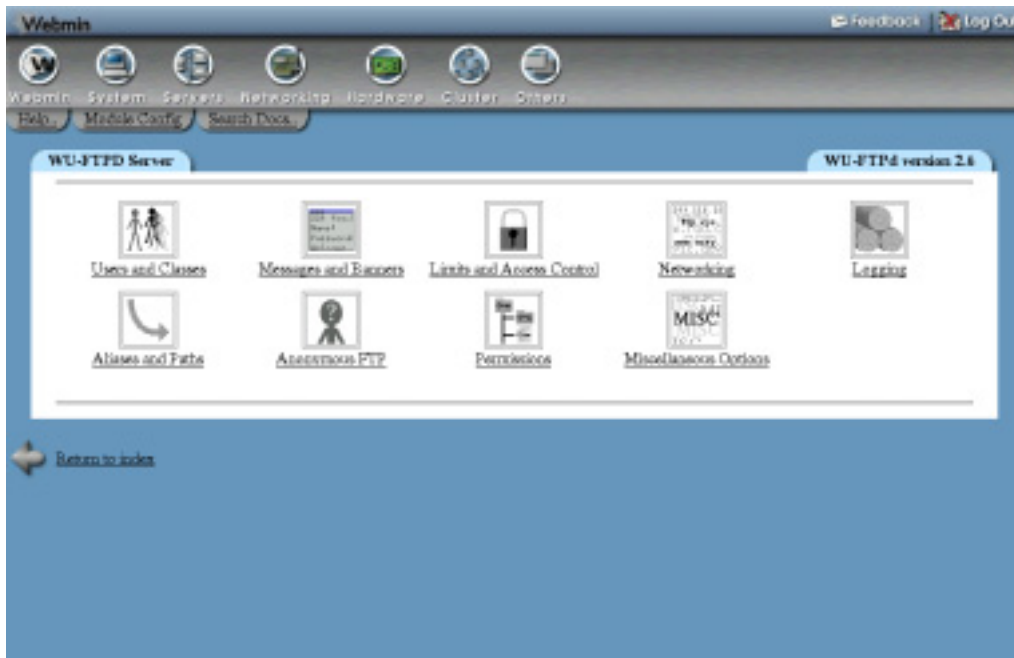 Webmin
Feedback
Log Ou
Webmin System Servers Networking Hardware Cluster Others
Help.. Module Config Search Docs..
WU-FTPD Server
WU-FTPd version 2.6
Users and Classes
Messages and Banners
Limits and Access Control
Networking
Logging
MISC
Aliases and Paths
Anonymous FTP
Permissions
Miscellaneous Options
Return to index